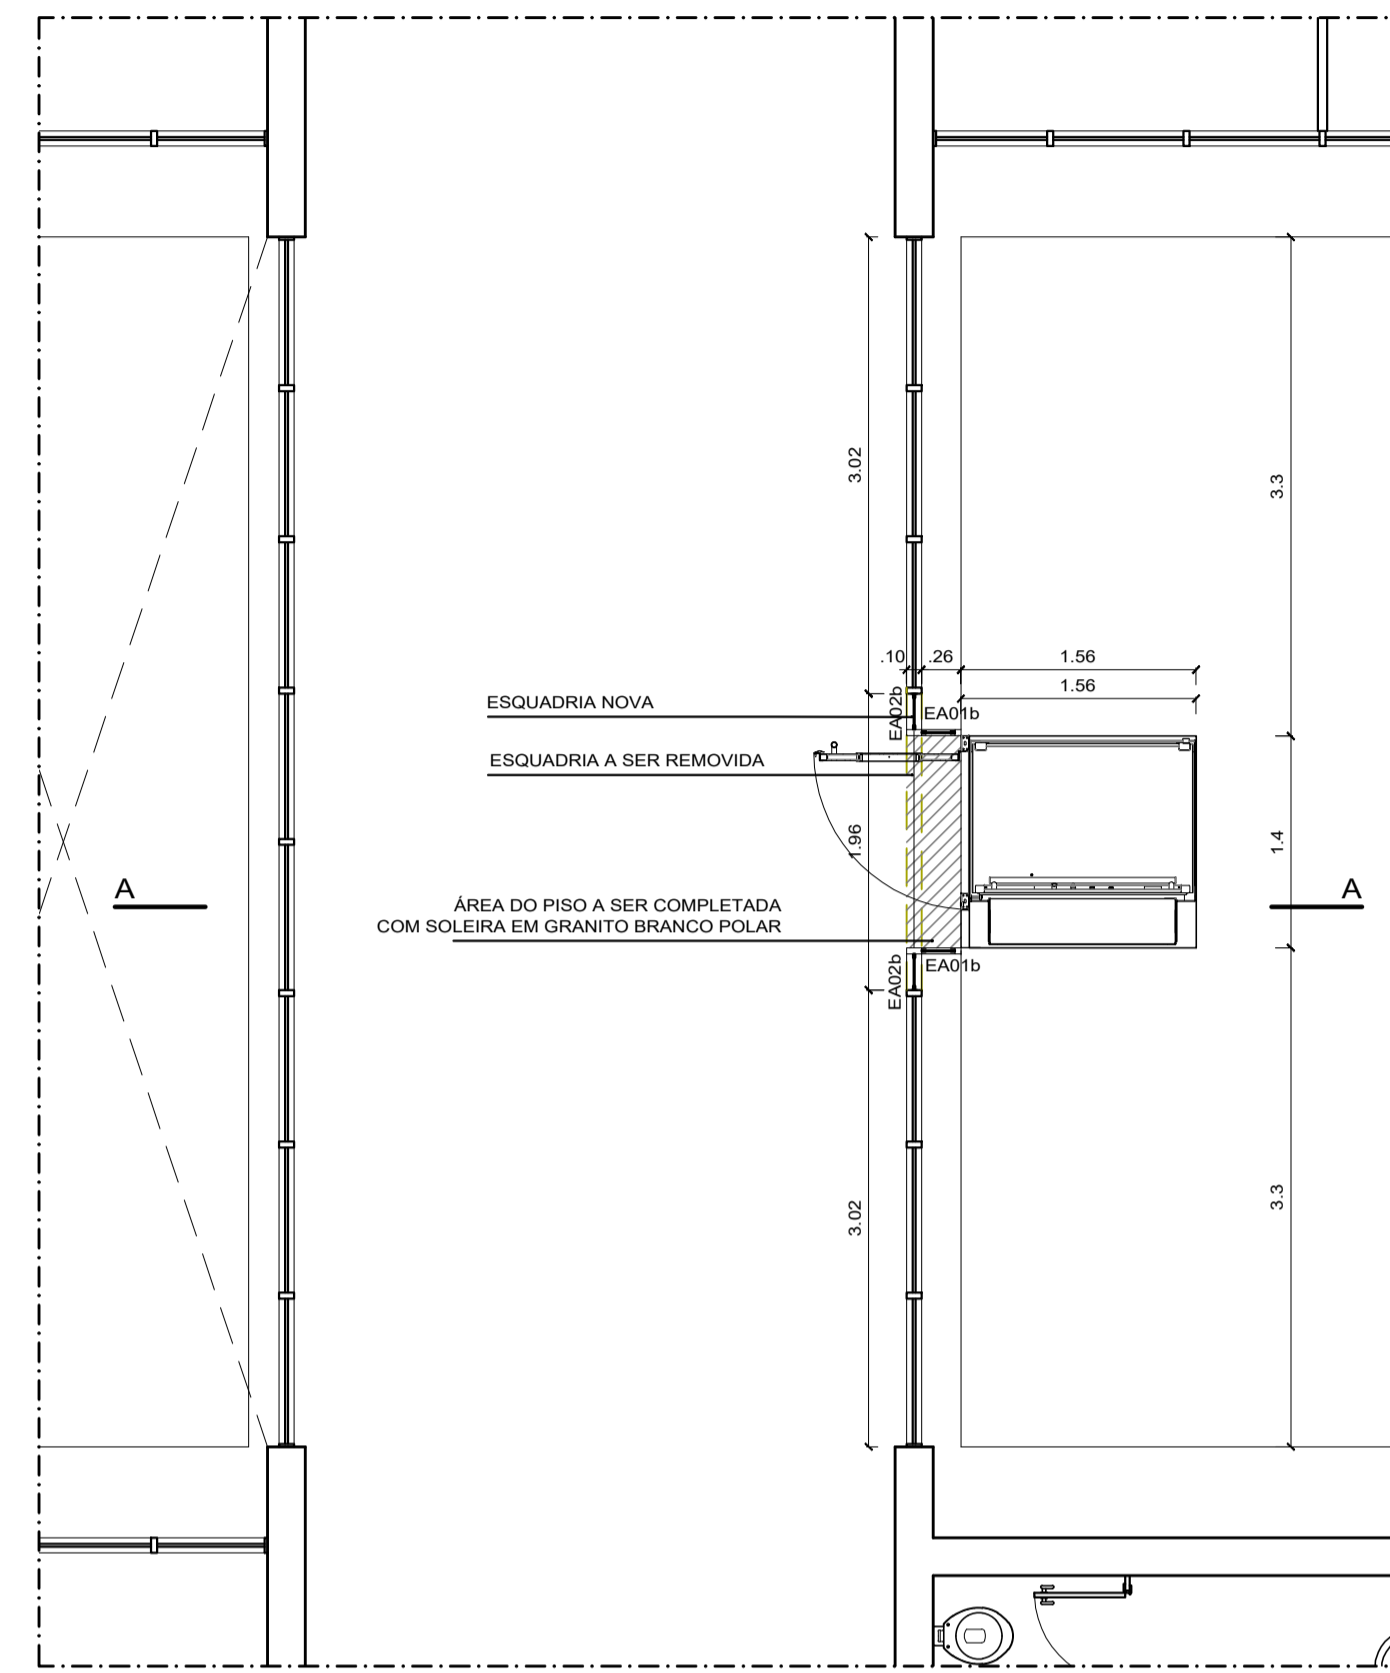 3.02
3.3
.10
.26
1.56
1.56
ESQUADRIA NOVA
EA02b
EA01b
ESQUADRIA A SER REMOVIDA
1.96
1.4
A
A
ÁREA DO PISO A SER COMPLETADA
COM SOLEIRA EM GRANITO BRANCO POLAR
EA02b
EA01b
3.02
3.3